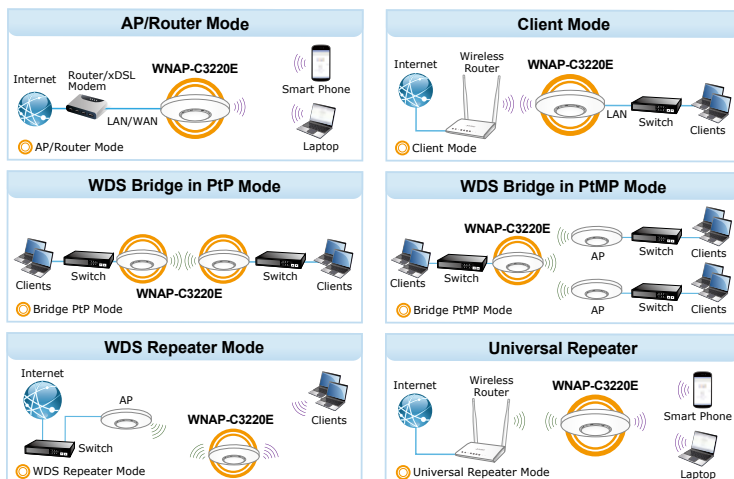 AP/Router Mode
Internet
Router/xDSL
Modem
WNAP-C3220E
Smart Phone
LAN/WAN
Laptop
AP/Router Mode
Client Mode
Internet
Wireless
Router
WNAP-C3220E
LAN
Switch
Clients
Client Mode
WDS Bridge in PtP Mode
Clients
Switch
WNAP-C3220E
Switch
Clients
Bridge PtP Mode
WDS Bridge in PtMP Mode
WNAP-C3220E
AP
Switch
Clients
Clients
Switch
AP
Switch
Clients
Bridge PtMP Mode
WDS Repeater Mode
Internet
AP
WNAP-C3220E
Clients
Switch
WDS Repeater Mode
Universal Repeater
Internet
Wireless
Router
WNAP-C3220E
Smart Phone
Laptop
Universal Repeater Mode